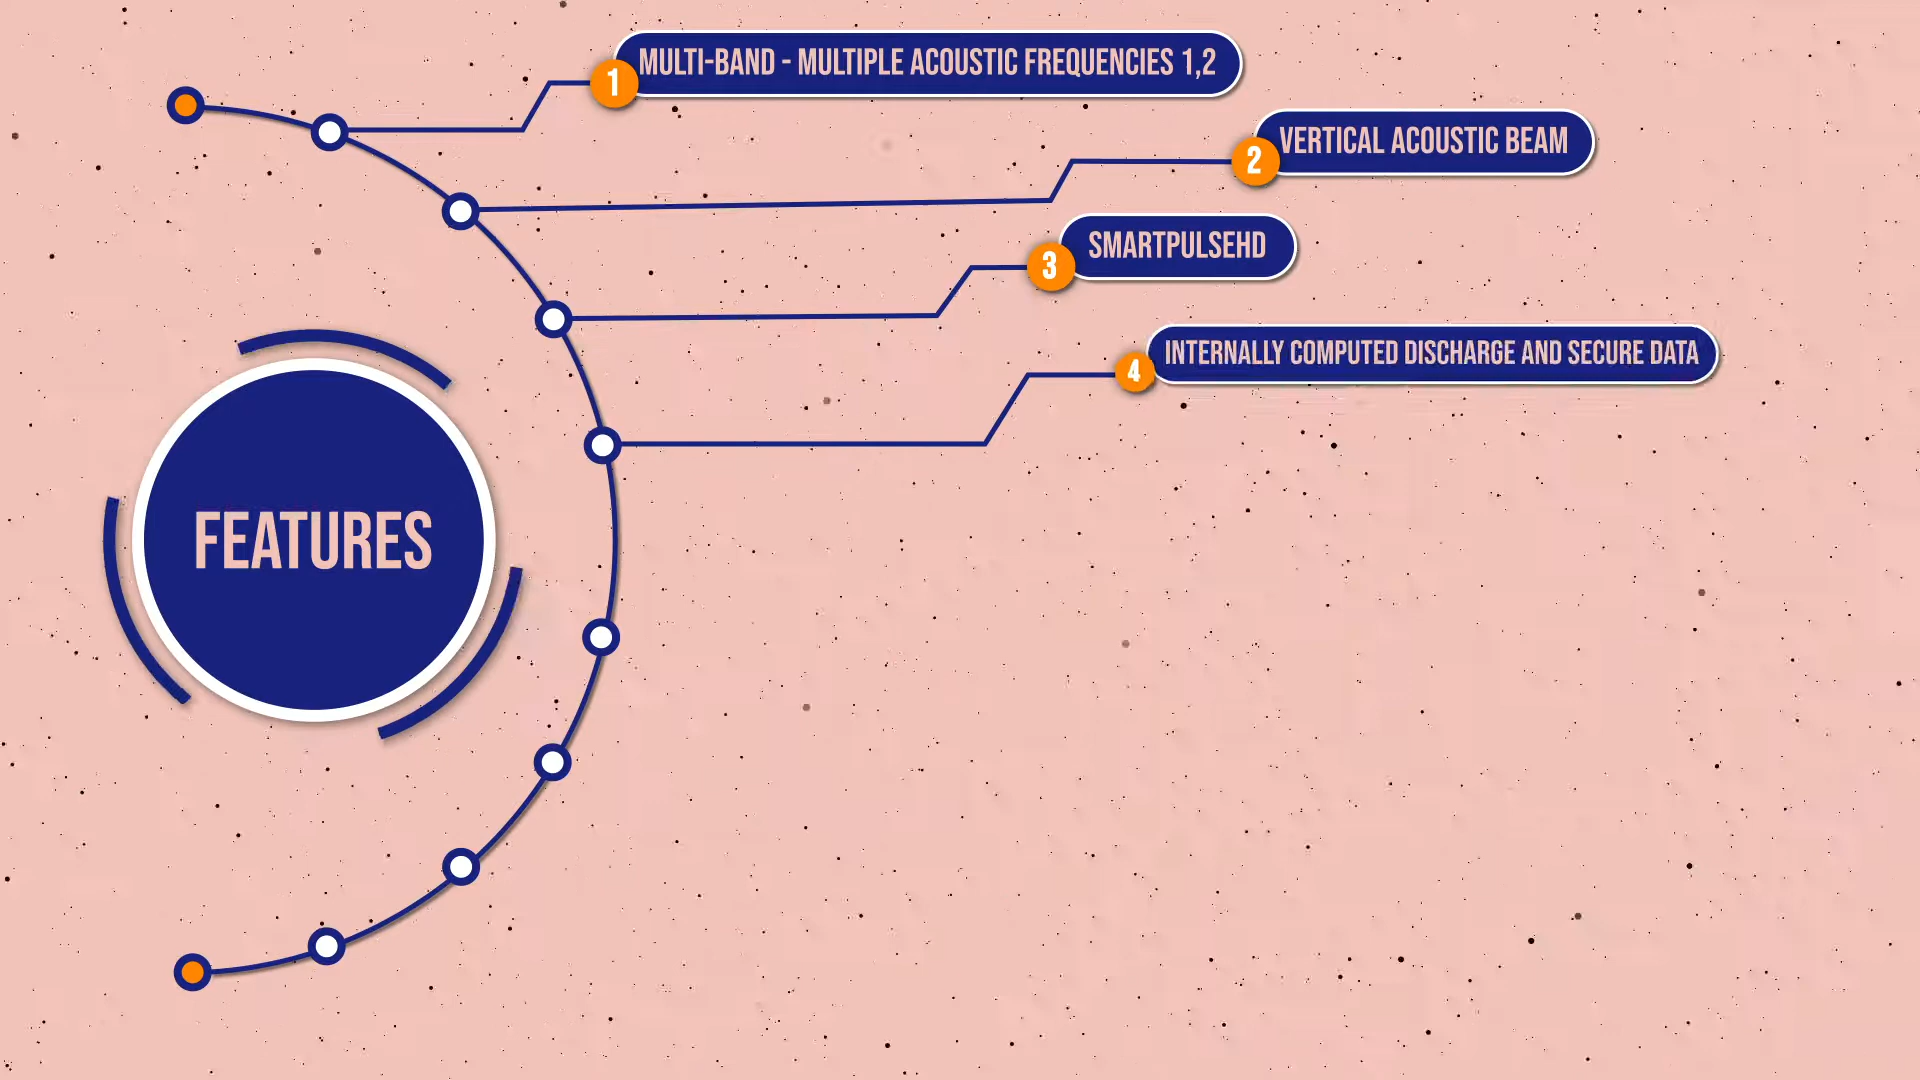 1 MULTI-BAND - MULTIPLE ACOUSTIC FREQUENCIES 1,2
2 VERTICAL ACOUSTIC BEAM
3 SMARTPULSEHD
4 INTERNALLY COMPUTED DISCHARGE AND SECURE DATA
FEATURES